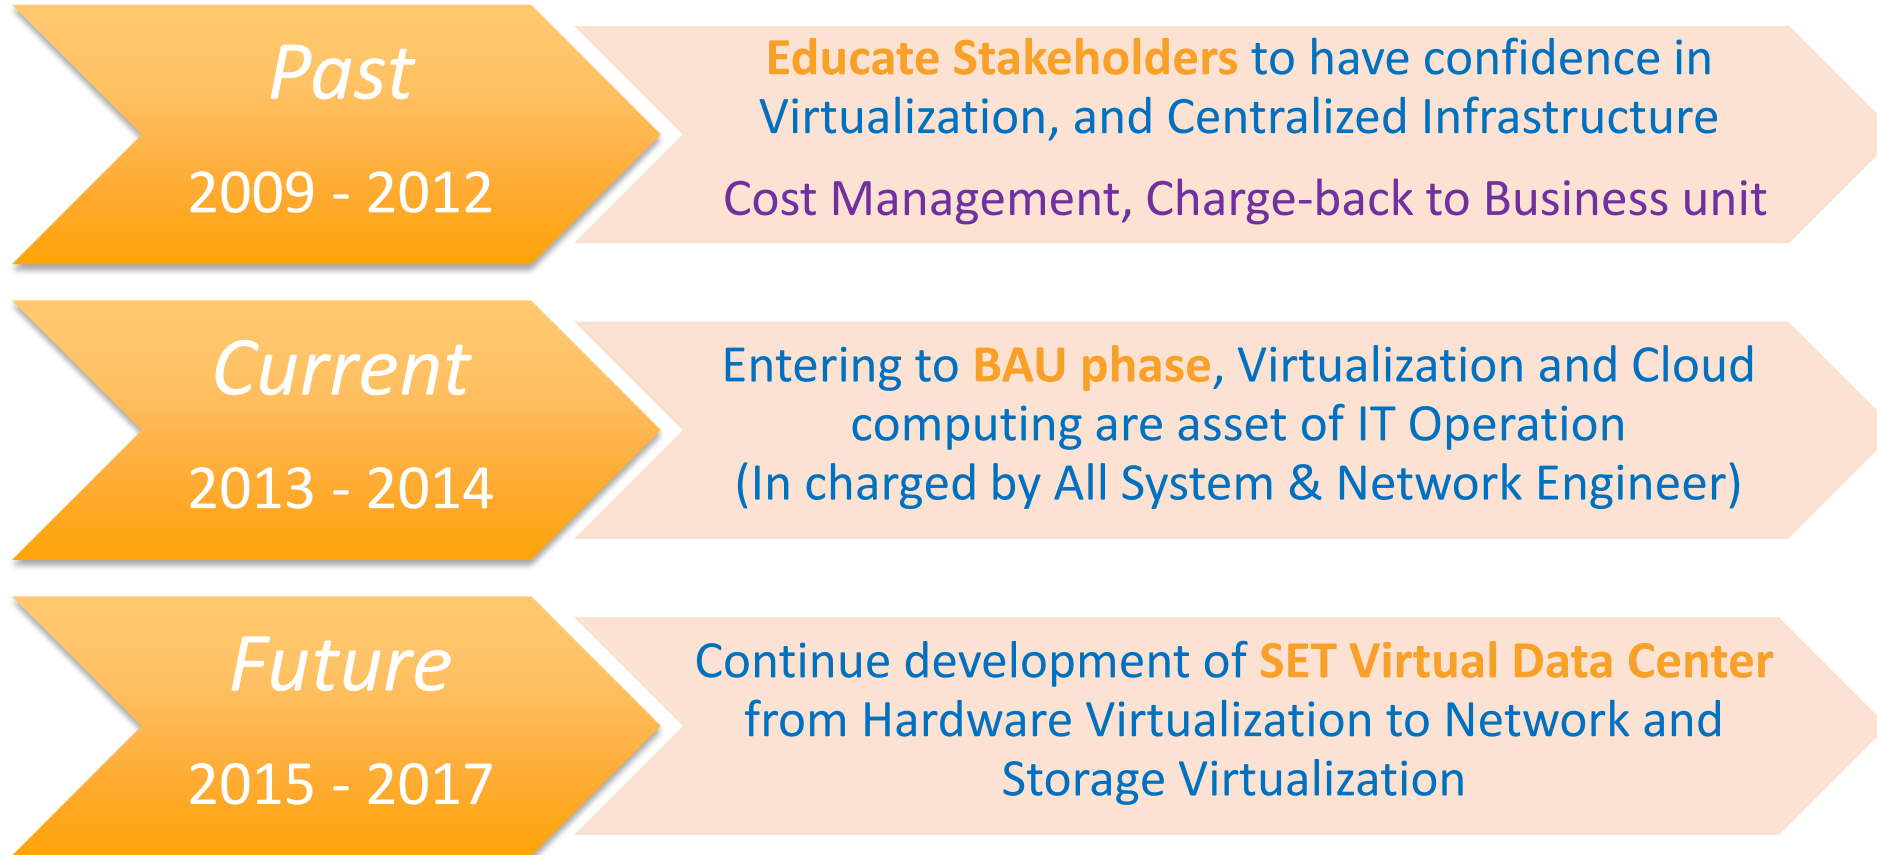 Past
2009 - 2012
Educate Stakeholders to have confidence in
Virtualization, and Centralized Infrastructure
Cost Management, Charge-back to Business unit
Current
2013 - 2014
Entering to BAU phase, Virtualization and Cloud
computing are asset of IT Operation
(In charged by All System & Network Engineer)
Future
2015 - 2017
Continue development of SET Virtual Data Center
from Hardware Virtualization to Network and
Storage Virtualization